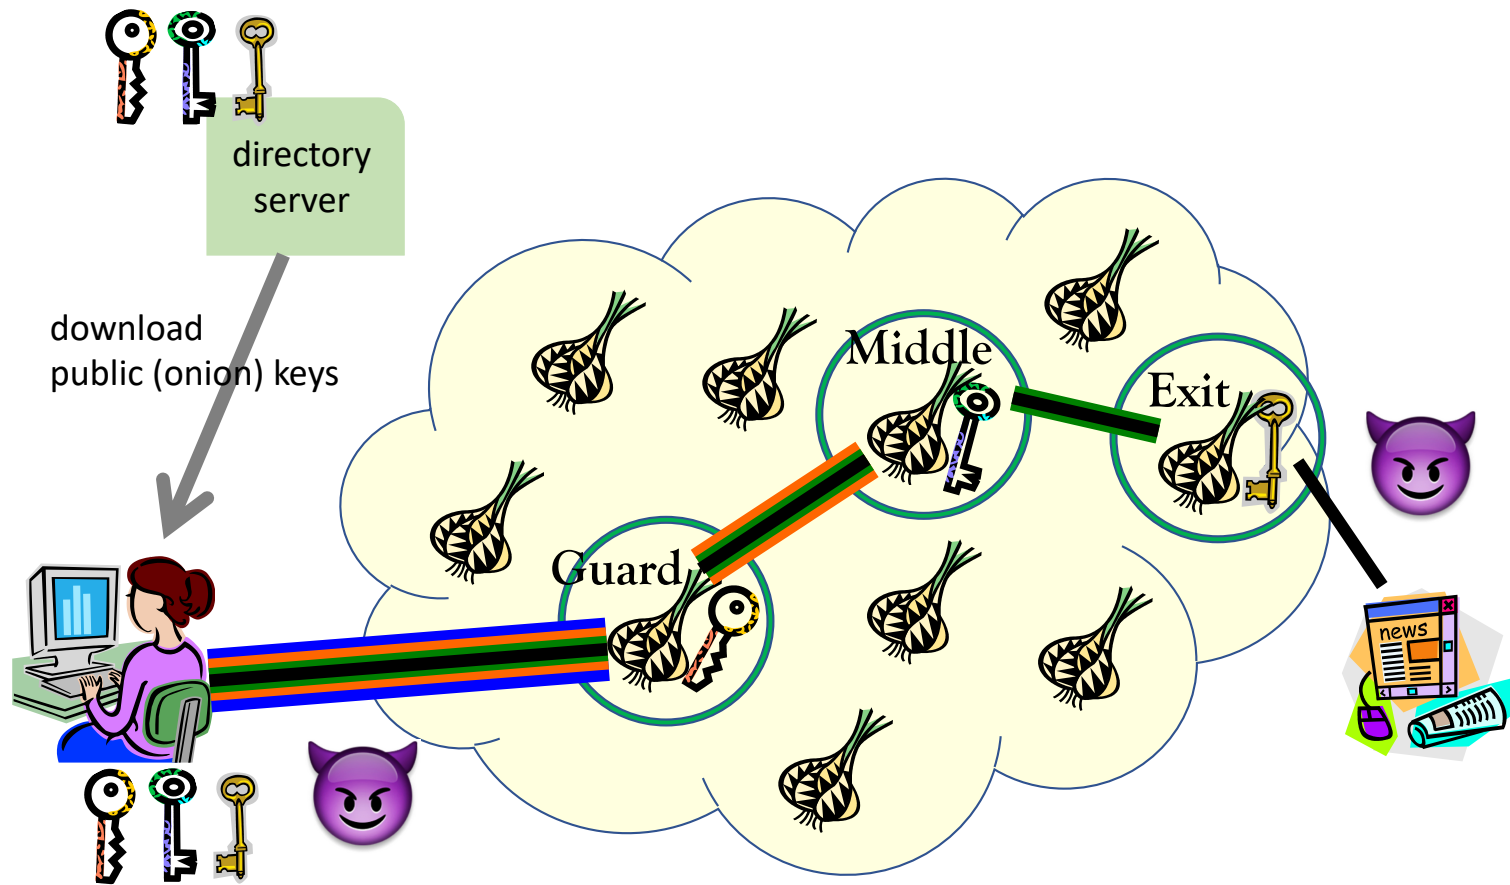 directory
server
download
public (onion) keys
Middle
Exit
Guard
news